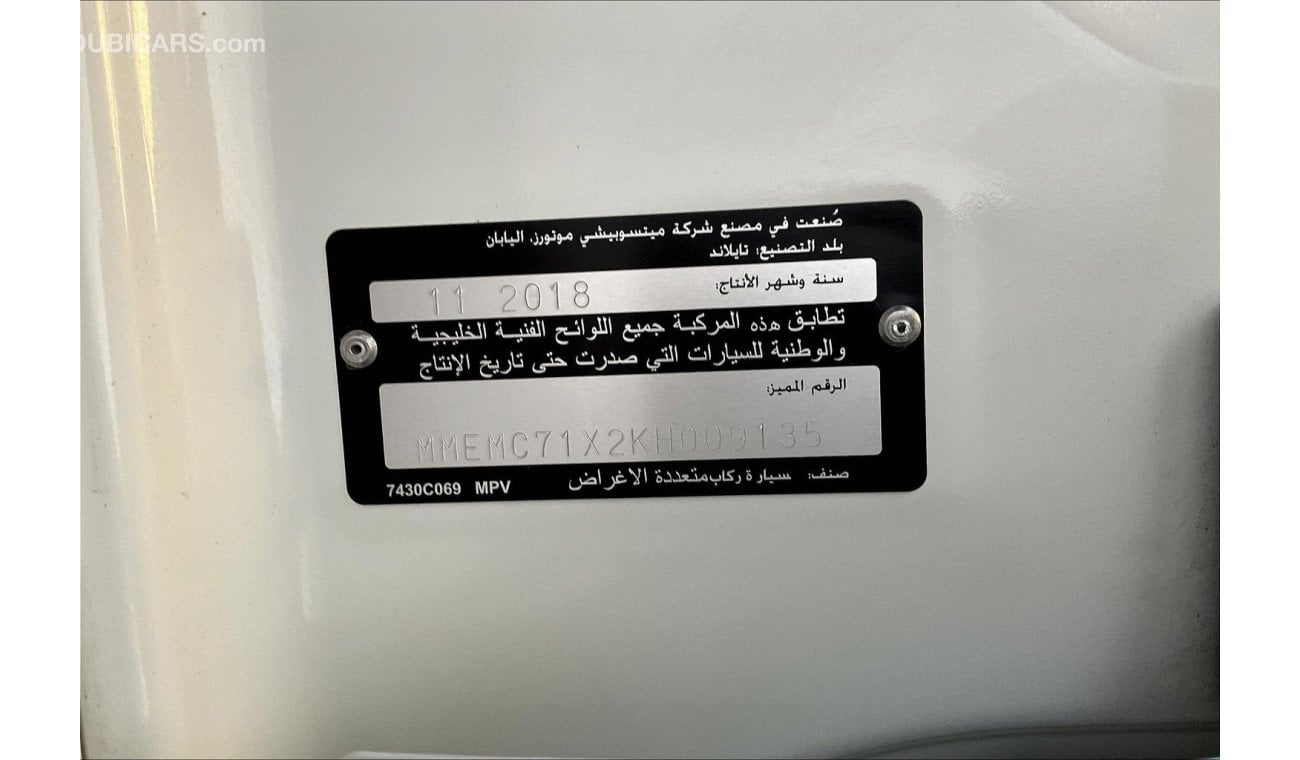 DUBICARS.com
صُنعت في مصنع شركة ميتسوبيشي موتورز، اليابان
بلد التصنيع: تايلاند
سنة وشهر الأنتاج: 2018 11
تطابق هذه المركبة جميع اللوائح الفنية الخليجية
والوطنية للسيارات التي صدرت حتى تاريخ الإنتاج
الرقم المميز:
MMEMC71X2KH009135
صنف: سيارة ركاب متعددة الاغراض MPV 7430C069